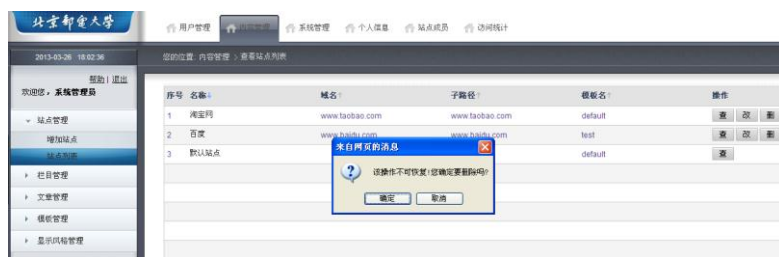 北京邮电大学
用户管理 内容管理 系统管理 个人信息 站点成员 访问统计
2013-03-26 18:02:36
您的位置: 内容管理 > 查看站点列表
帮助 | 退出
欢迎您，系统管理员
序号 名称 域名 子路径 模板名 操作
站点管理
1 淘宝网 www.taobao.com www.taobao.com default 查 改 删
增加站点
2 百度 www.baidu.com www.baidu.com test 查 改 删
站点列表
3 默认站点 default 查
来自网页的消息
该操作不可恢复!您确定要删除吗?
确定 取消
栏目管理
文章管理
模板管理
显示风格管理